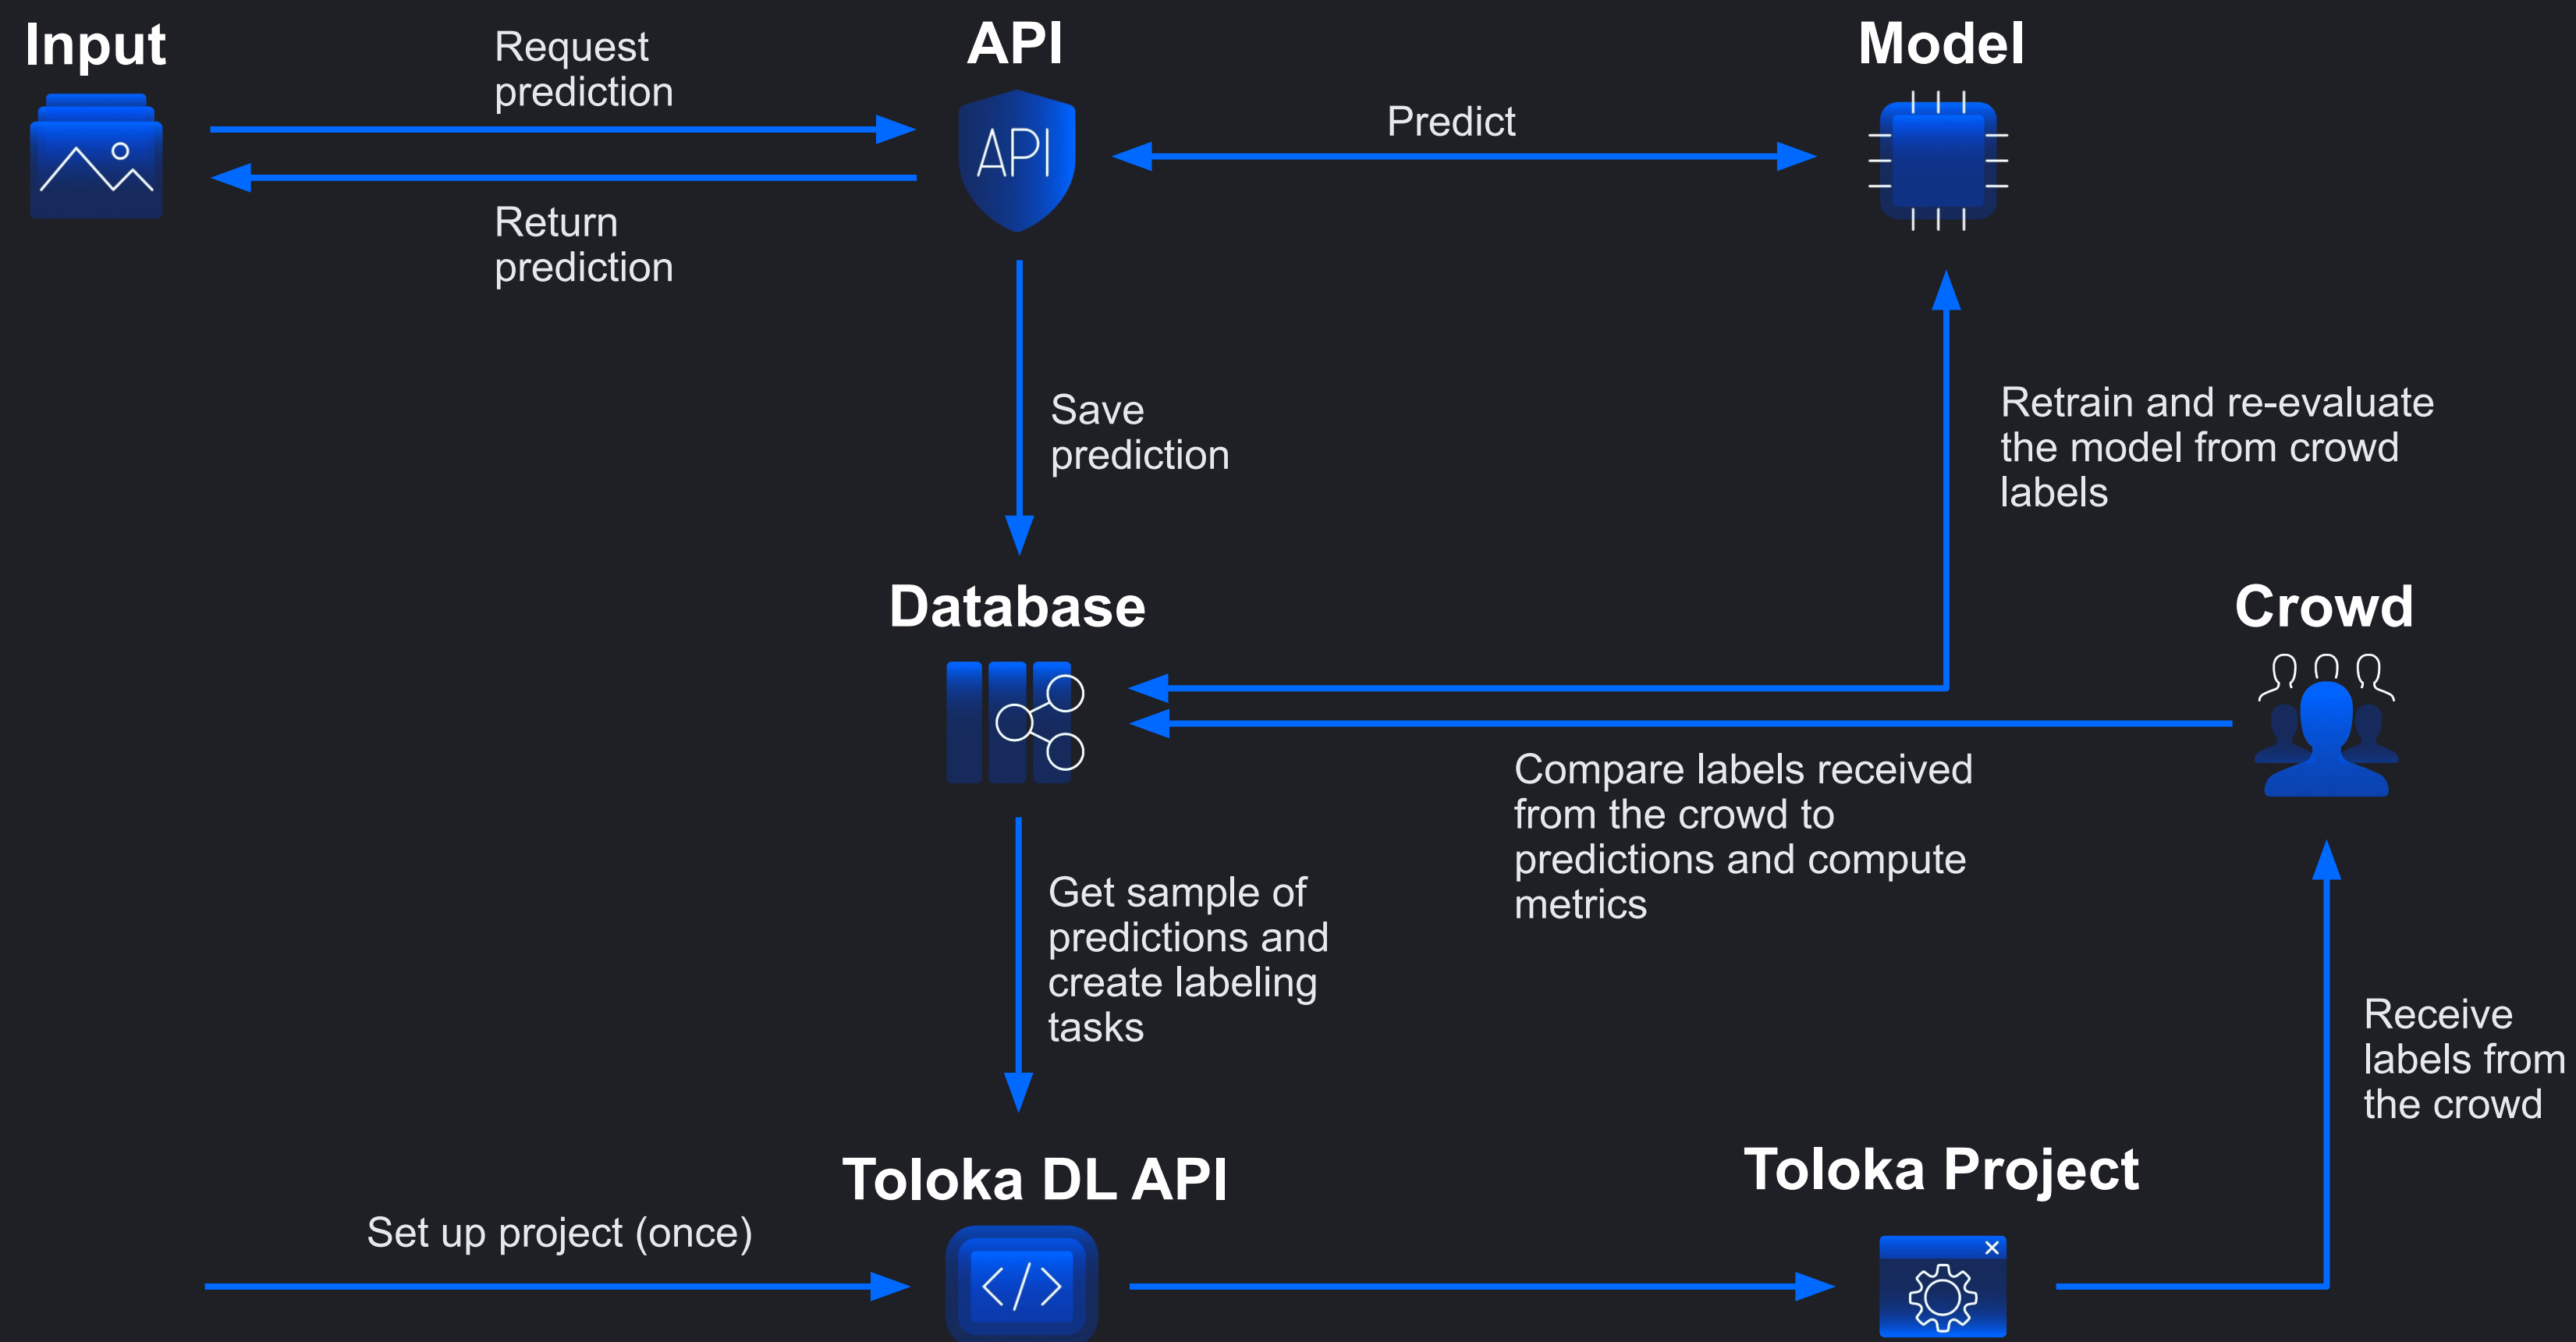 Input
Request
prediction
API
Model
API
Predict
Return
prediction
Save
prediction
Retrain and re-evaluate
the model from crowd
labels
Database
Crowd
Compare labels received
from the crowd to
predictions and compute
metrics
Get sample of
predictions and
create labeling
tasks
Receive
labels from
the crowd
Toloka DL API
Toloka Project
Set up project (once)
</>